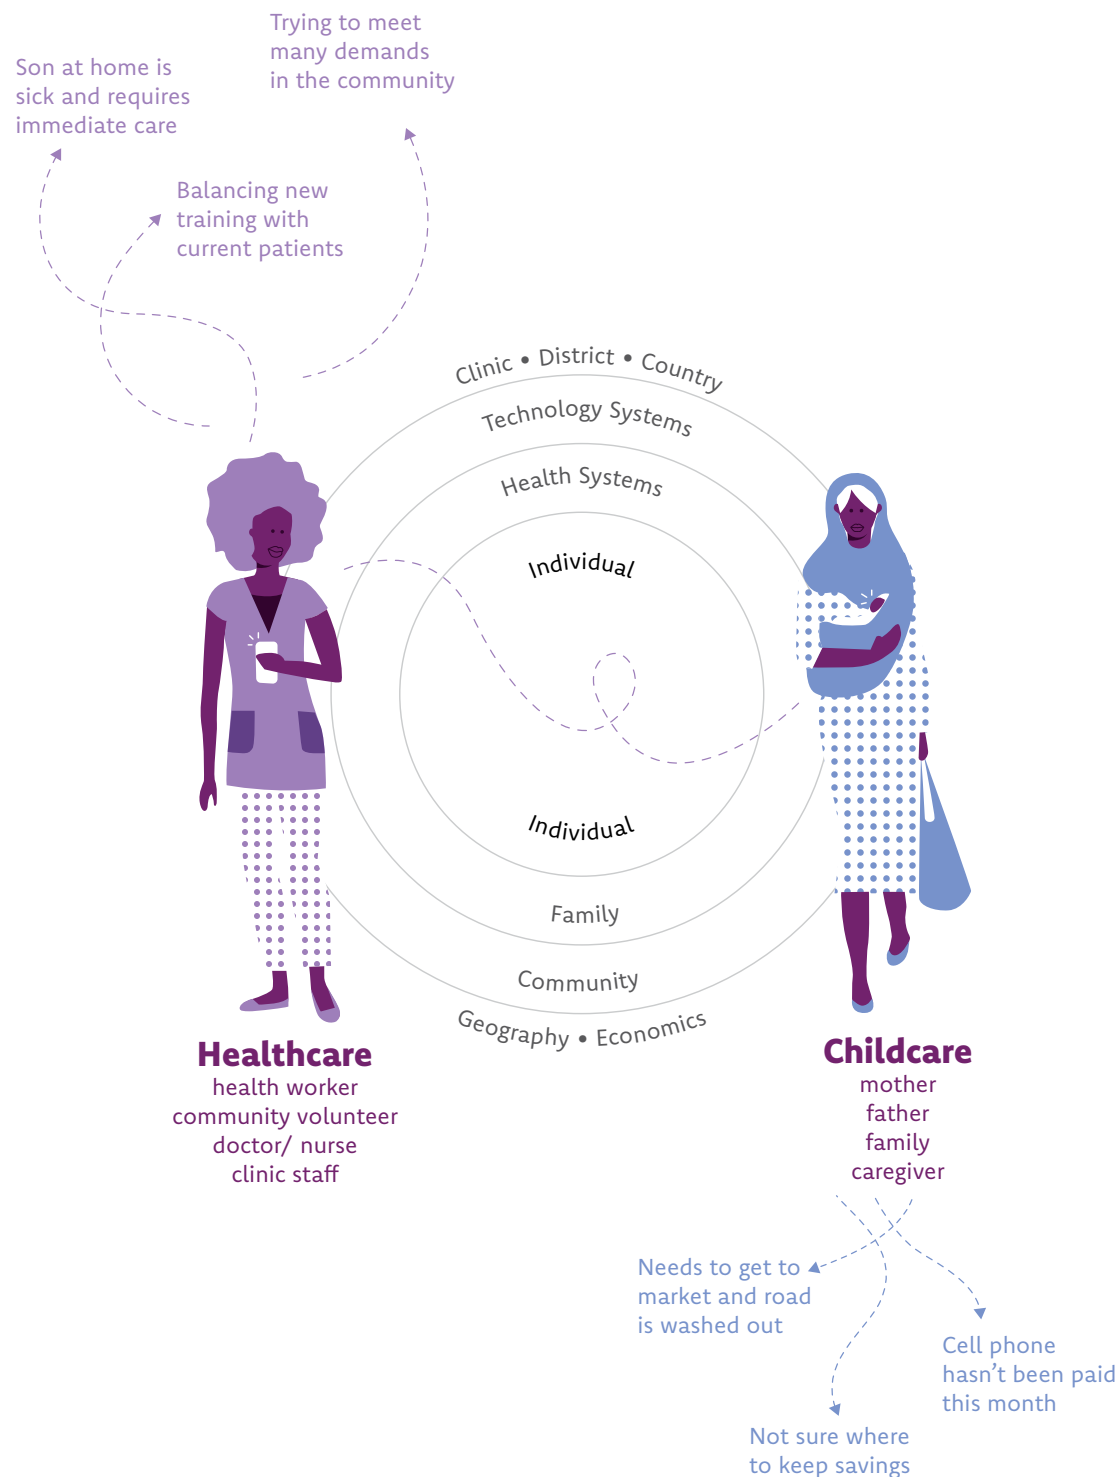 Trying to meet
many demands
in the community
Son at home is
sick and requires
immediate care
Balancing new
training with
current patients
Clinic • District • Country
Technology Systems
Health Systems
Individual
Individual
Family
Community
Geography • Economics
Healthcare
health worker
community volunteer
doctor/ nurse
clinic staff
Childcare
mother
father
family
caregiver
Needs to get to
market and road
is washed out
Cell phone
hasn’t been paid
this month
Not sure where
to keep savings